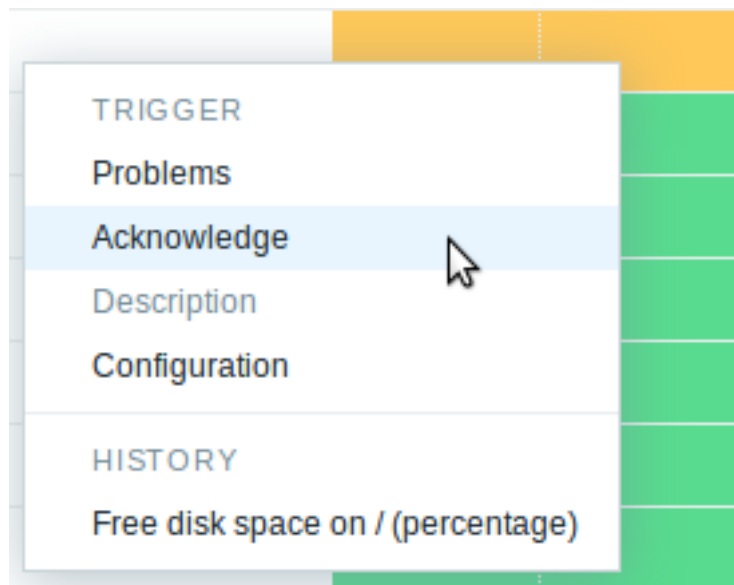 TRIGGER
Problems
Acknowledge
Description
Configuration
HISTORY
Free disk space on / (percentage)